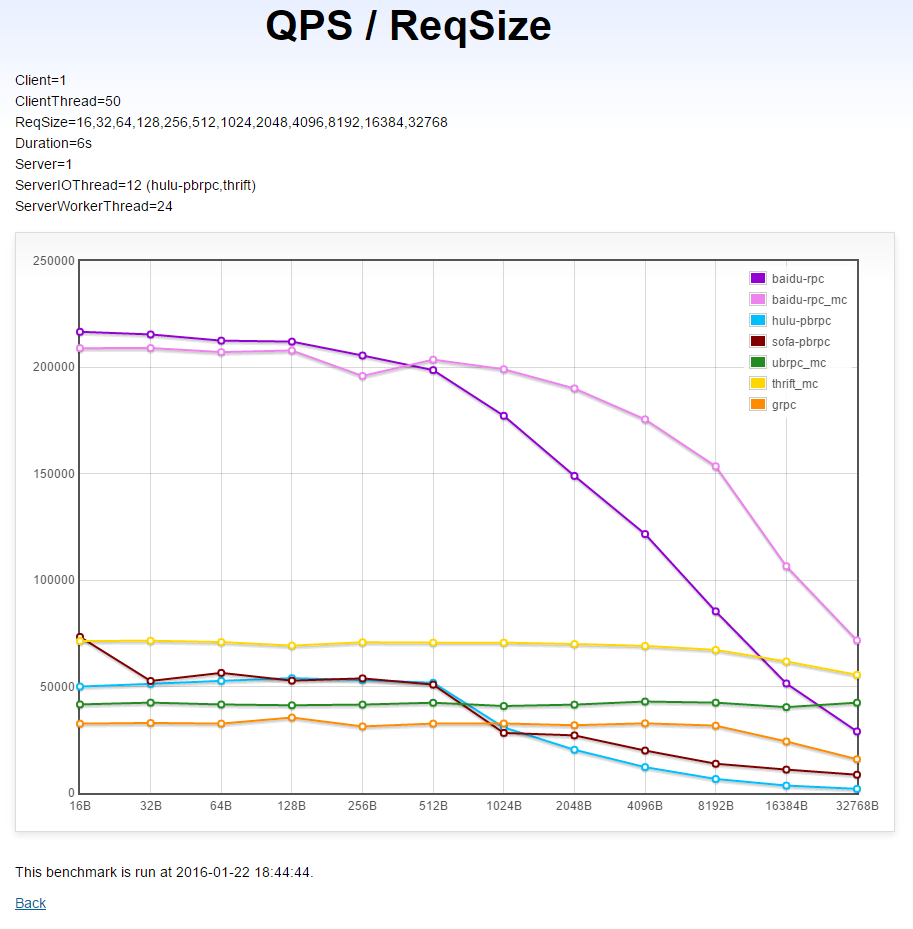 QPS / ReqSize
Client=1
ClientThread=50
ReqSize=16,32,64,128,256,512,1024,2048,4096,8192,16384,32768
Duration=6s
Server=1
ServerIOThread=12 (hulu-pbrpc,thrift)
ServerWorkerThread=24
250000
200000
150000
100000
50000
0
baidu-rpc
baidu-rpc_mc
hulu-pbrpc
sofa-pbrpc
ubrpc_mc
thrift_mc
grpc
16B 32B 64B 128B 256B 512B 1024B 2048B 4096B 8192B 16384B 32768B
This benchmark is run at 2016-01-22 18:44:44.
Back